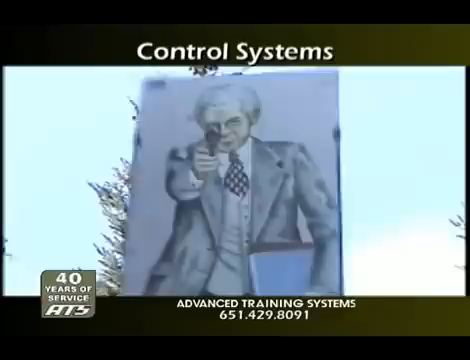 Control Systems
40
YEARS OF
SERVICE
ATS
ADVANCED TRAINING SYSTEMS
651.429.8091